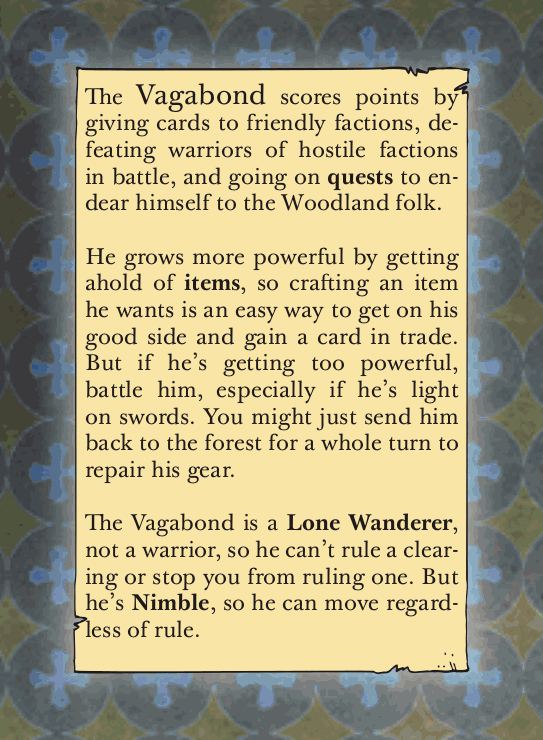 The Vagabond scores points by
giving cards to friendly factions, de-
feating warriors of hostile factions
in battle, and going on quests to en-
dear himself to the Woodland folk.
He grows more powerful by getting
ahold of items, so crafting an item
he wants is an easy way to get on his
good side and gain a card in trade.
But if he’s getting too powerful,
battle him, especially if he’s light
on swords. You might just send him
back to the forest for a whole turn to
repair his gear.
The Vagabond is a Lone Wanderer,
not a warrior, so he can’t rule a clear-
ing or stop you from ruling one. But
he’s Nimble, so he can move regard-
less of rule.